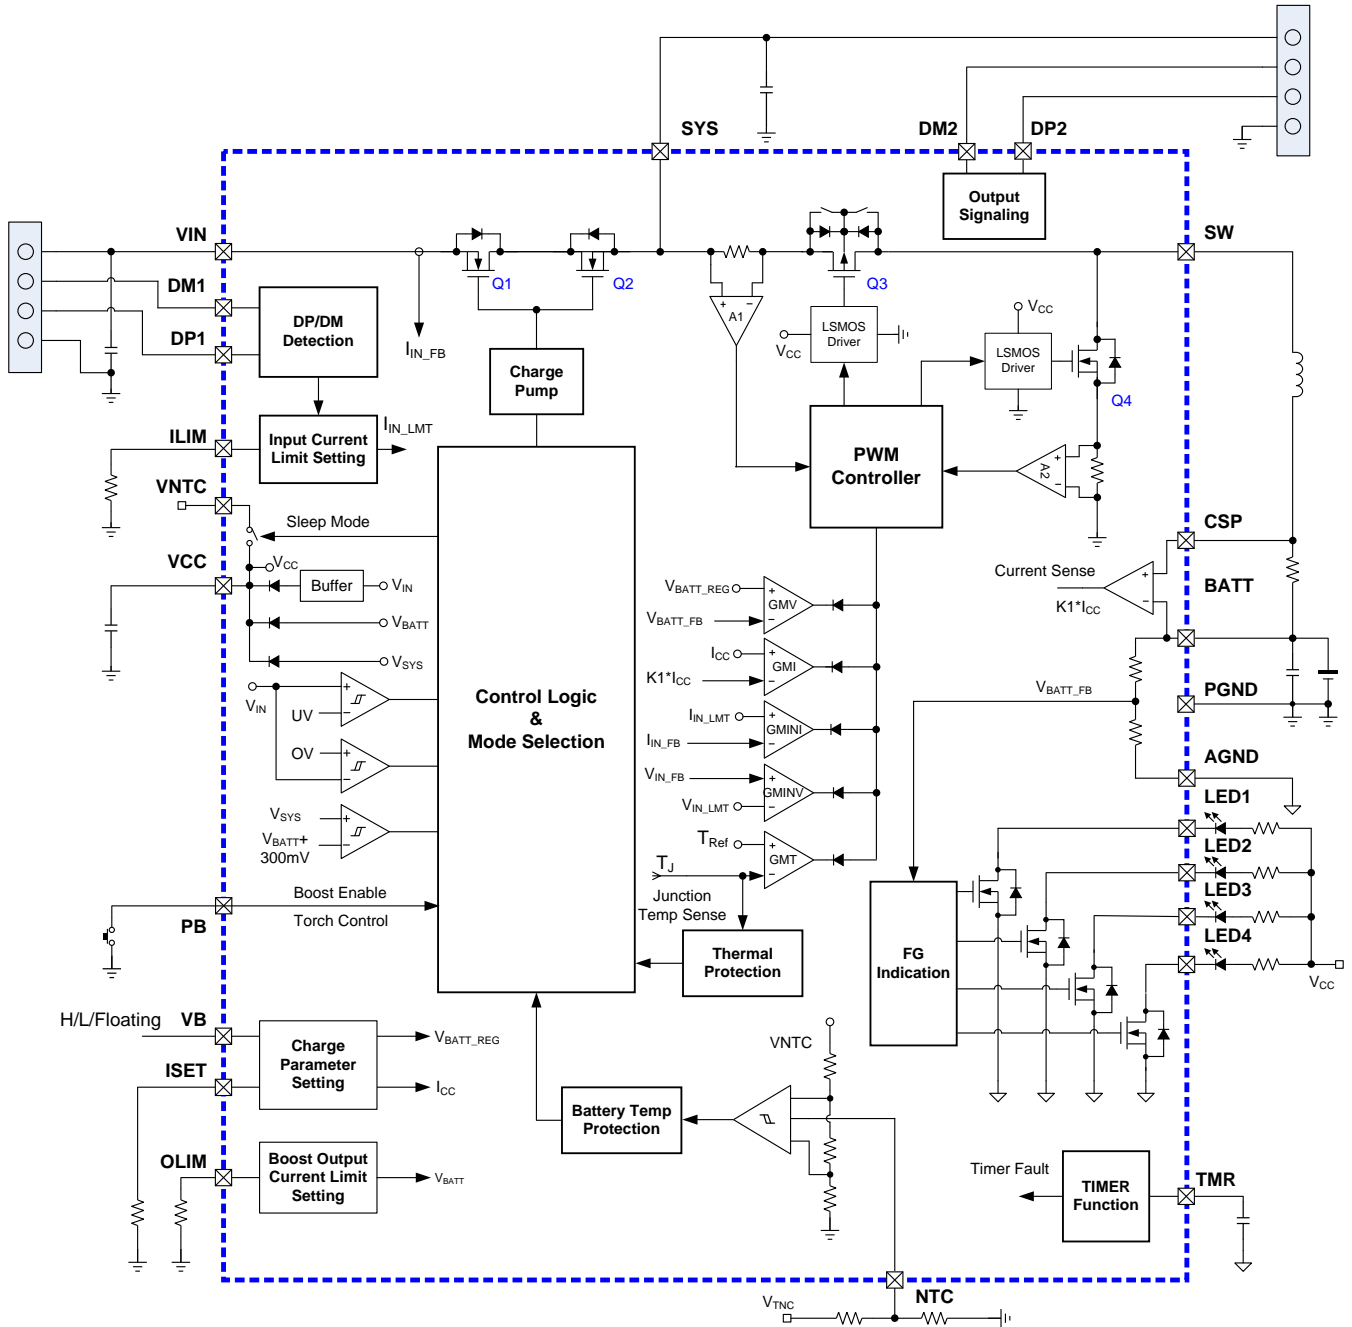 SYS
DM2
DP2
Output
Signaling
VIN
SW
Q1
Q2
Q3
DM1
A1
LSMOS
Driver
VCC
VCC
LSMOS
Driver
DP/DM
Detection
DP1
IIN_FB
Charge
Pump
Q4
ILIM
Input Current
Limit Setting
IIN_LMT
PWM
Controller
A2
VNTC
Sleep Mode
CSP
VCC
VCC
Buffer
VIN
Current Sense
K1*ICC
BATT
VBATT_REG
GMV
VBATT_FB
VBATT
VSYS
ICC
GMI
K1*ICC
VIN
UV
Control Logic
&
Mode Selection
VBATT_FB
PGND
IIN_LMT
GMINI
IIN_FB
OV
AGND
VIN_FB
GMINV
VIN_LMT
LED1
VSYS
VBATT+
300mV
TRef
GMT
LED2
TJ
Junction
Temp Sense
LED3
Boost Enable
Torch Control
PB
LED4
Thermal
Protection
FG
Indication
VCC
H/L/Floating
VB
Charge
Parameter
Setting
VBATT_REG
ICC
ISET
VNTC
Battery Temp
Protection
OLIM
Boost Output
Current Limit
Setting
VBATT
Timer Fault
TIMER
Function
TMR
NTC
VTNC